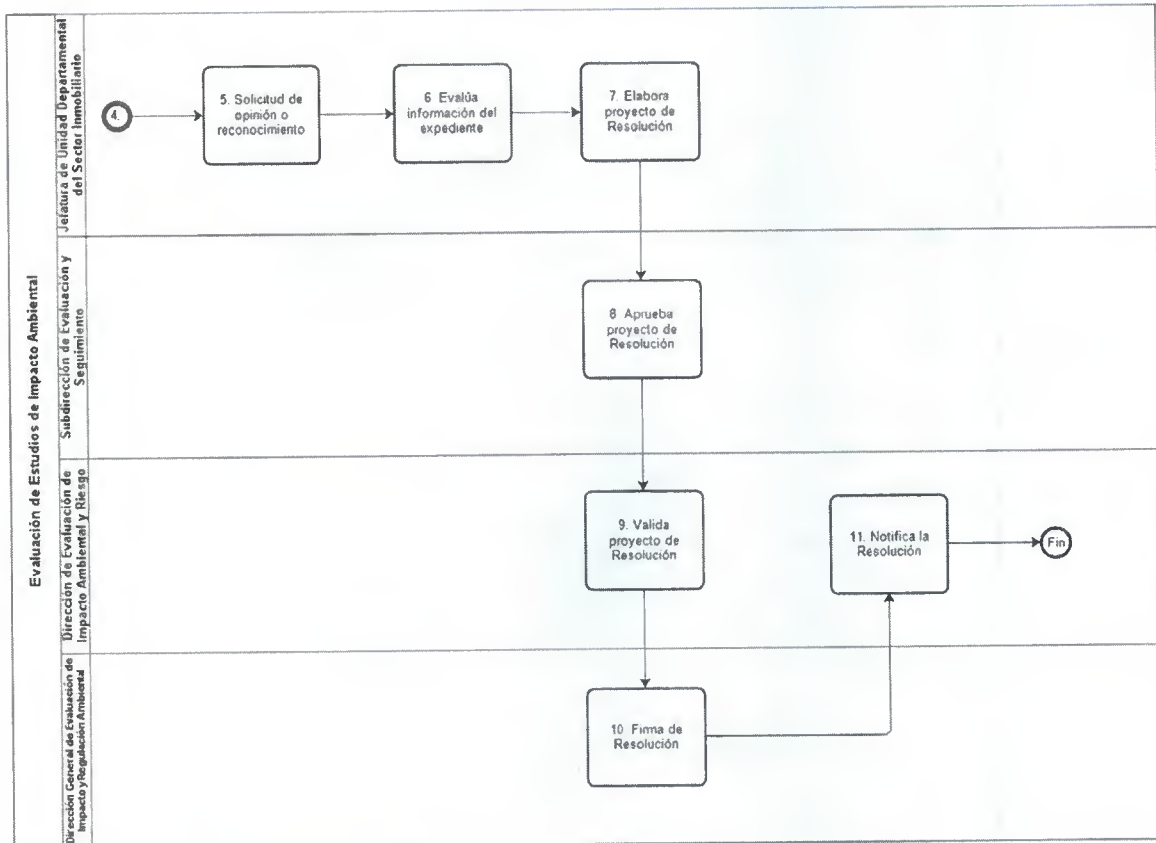 Evaluación de Estudios de Impacto Ambiental
Jefatura de Unidad Departamental
del Sector Inmobiliario
4.
5. Solicitud de
opinión o
reconocimiento
6 Evalúa
información del
expediente
7. Elabora
proyecto de
Resolución
Subdirección de Evaluación y
Seguimiento
8 Aprueba
proyecto de
Resolución
Dirección de Evaluación de
Impacto Ambiental y Riesgo
9. Valida
proyecto de
Resolución
11. Notifica la
Resolución
Fin
Dirección General de Evaluación de
Impacto y Regulación Ambiental
10 Firma de
Resolución